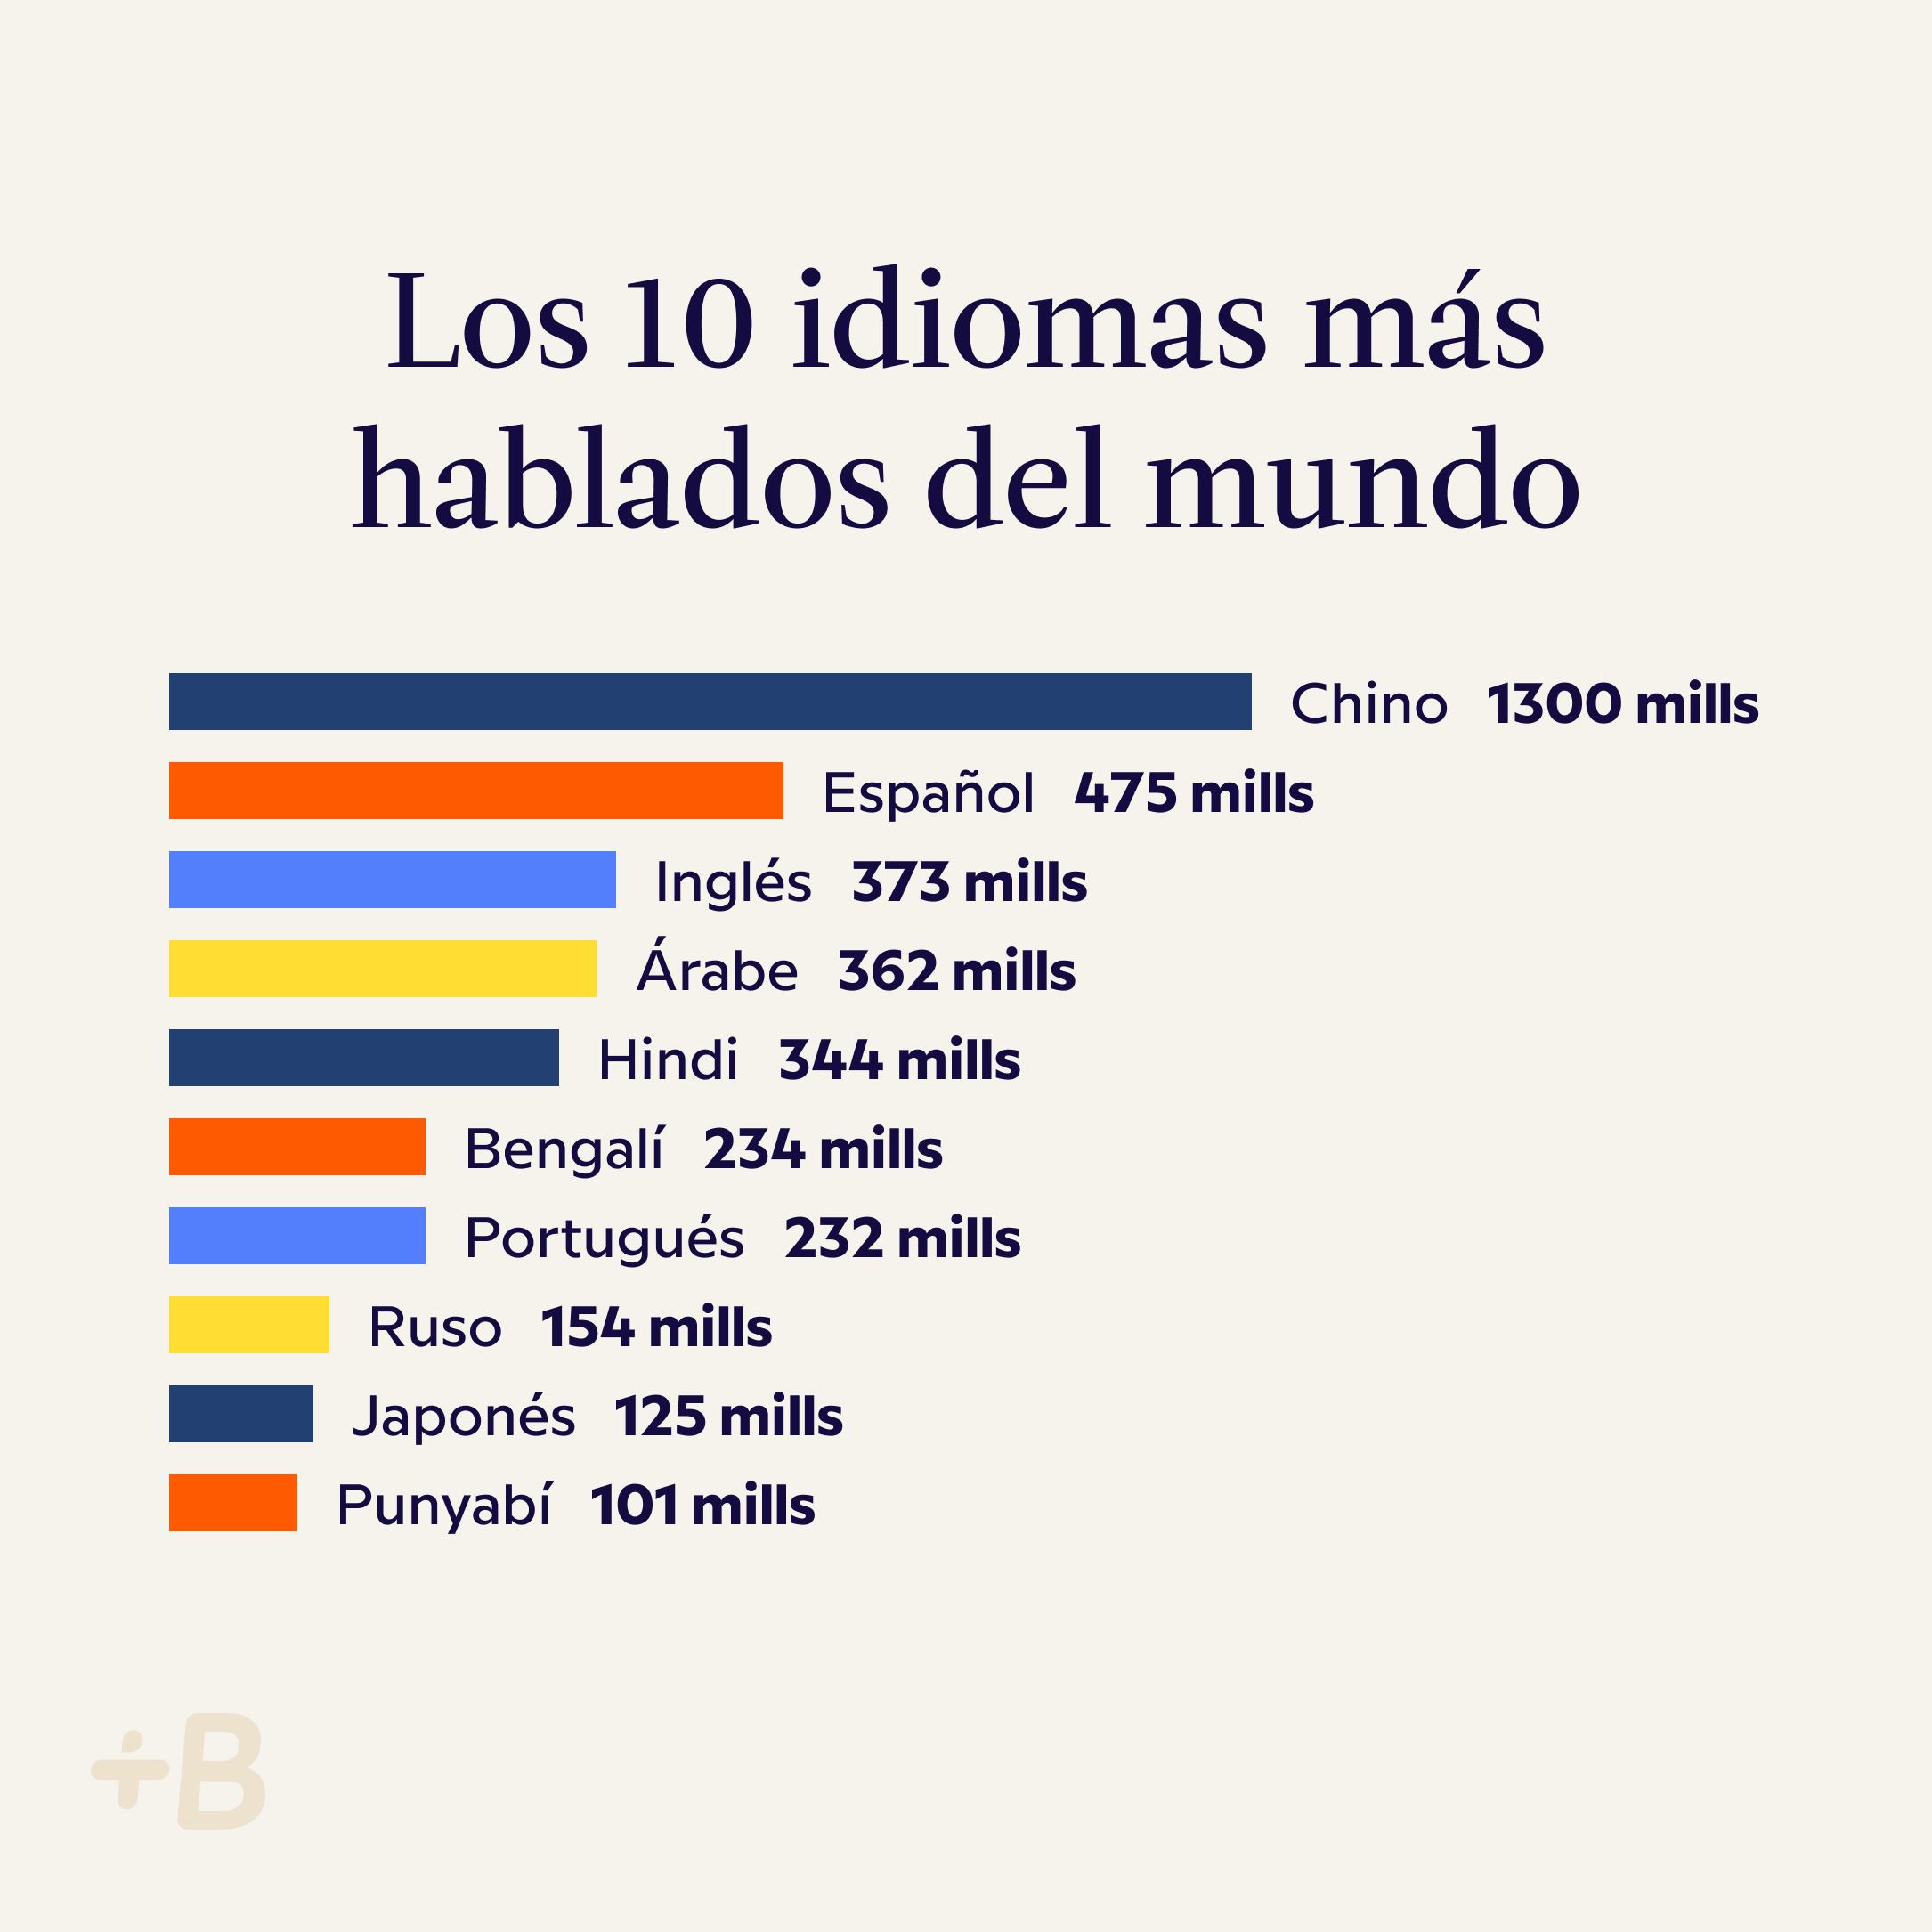 Los 10 idiomas más
hablados del mundo
Chino 1300 mills
Español 475 mills
Inglés 373 mills
Árabe 362 mills
Hindi 344 mills
Bengalí 234 mills
Portugués 232 mills
Ruso 154 mills
Japonés 125 mills
Punyabí 101 mills
+B